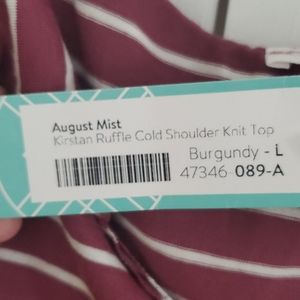 August Mist
Kirstan Ruffle Cold Shoulder Knit Top
Burgundy - L
47346-089-A